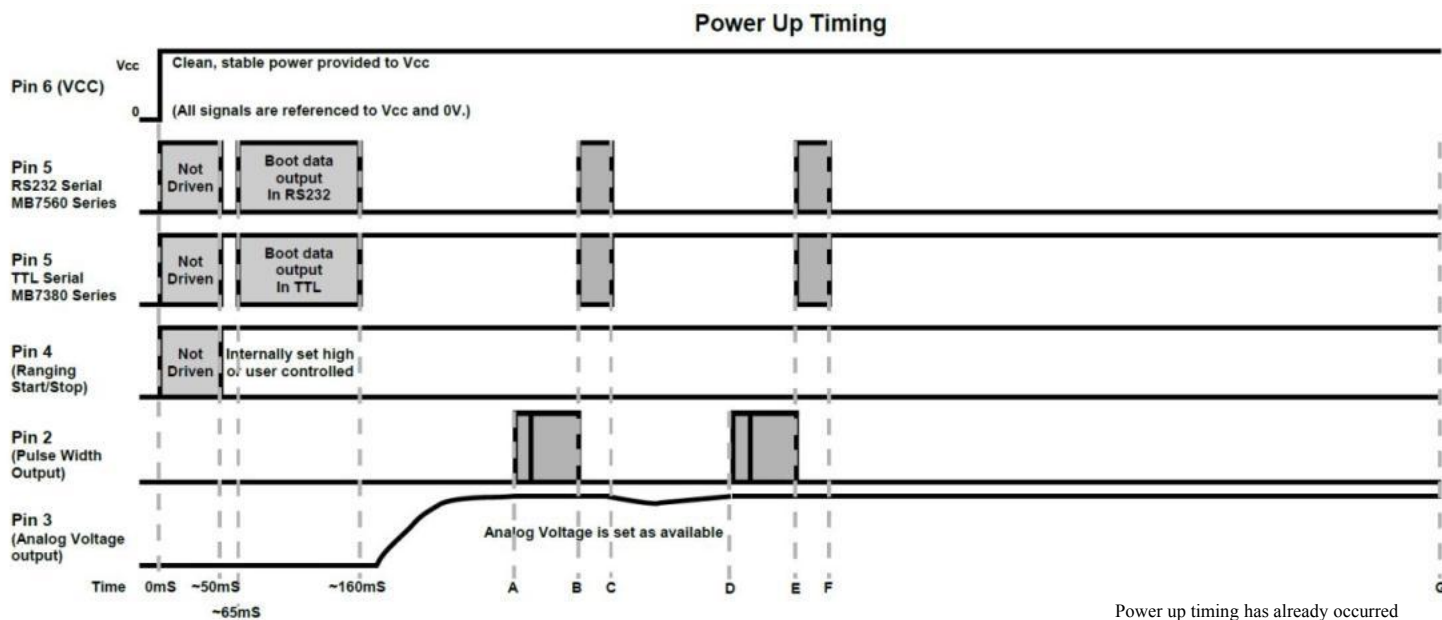 Power Up Timing
Vcc
Clean, stable power provided to Vcc
Pin 6 (VCC)
0
(All signals are referenced to Vcc and 0V.)
Pin 5
RS232 Serial
MB7560 Series
Not
Driven
Boot data
output
In RS232
Pin 5
TTL Serial
MB7380 Series
Not
Driven
Boot data
output
In TTL
Pin 4
(Ranging
Start/Stop)
Not
Driven
Internally set high
or user controlled
Pin 2
(Pulse Width
Output)
Pin 3
(Analog Voltage
output)
Analog Voltage is set as available
Time 0mS ~50mS ~160mS A B C D E F G
~65mS
Power up timing has already occurred